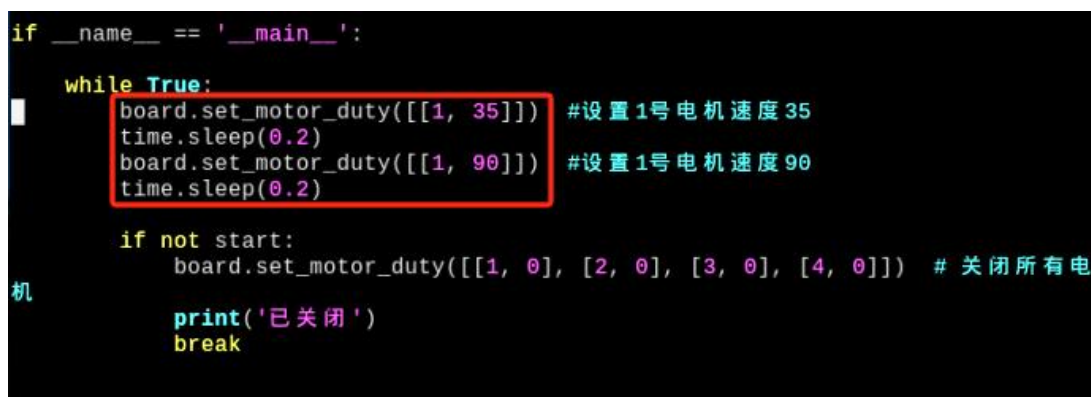 if __name__ == '__main__':
while True:
board.set_motor_duty([[1, 35]])  #设置1号电机速度35
time.sleep(0.2)
board.set_motor_duty([[1, 90]])  #设置1号电机速度90
time.sleep(0.2)
if not start:
board.set_motor_duty([[1, 0], [2, 0], [3, 0], [4, 0]])  # 关闭所有电
机
print('已关闭')
break